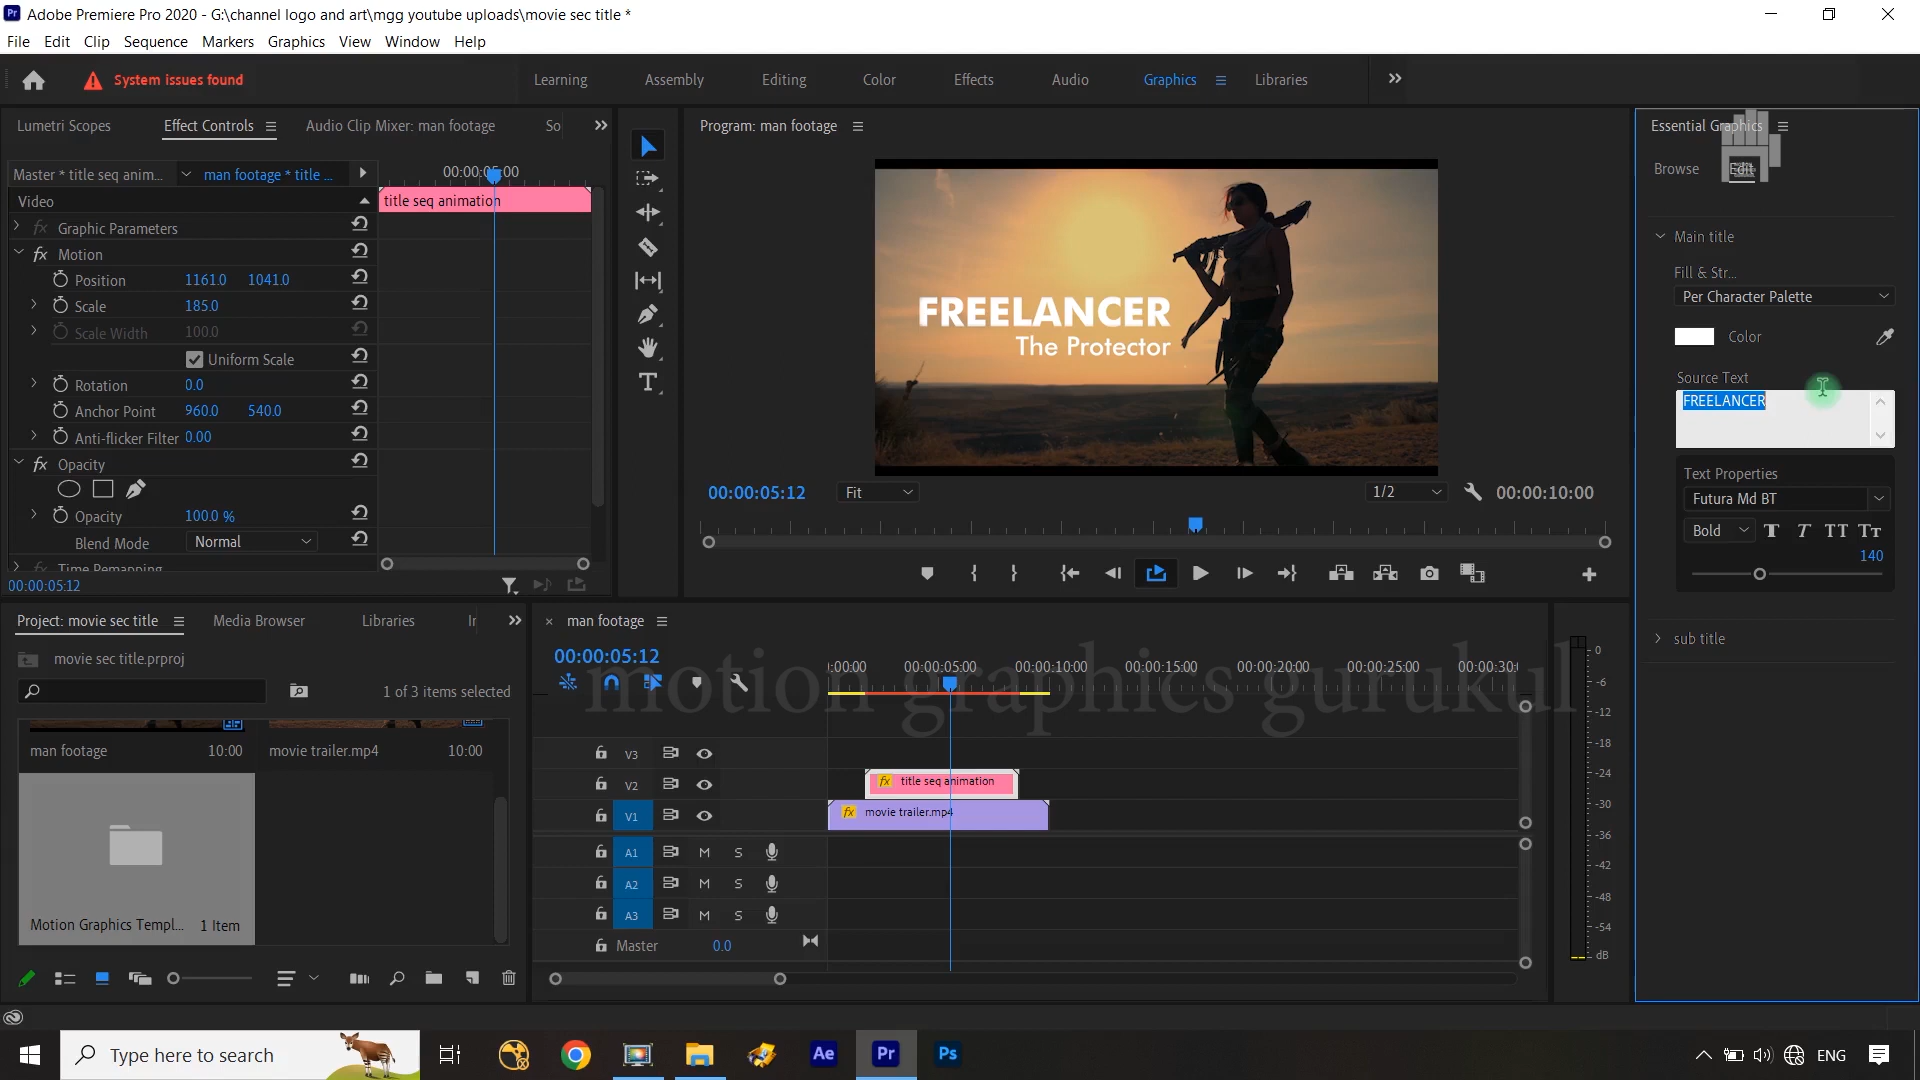 Adobe Premiere Pro 2020 - G:\channel logo and art\mgg youtube uploads\movie sec title *
File Edit Clip Sequence Markers Graphics View Window Help
System issues found
Learning Assembly Editing Color Effects Audio Graphics Libraries
Lumetri Scopes Effect Controls Audio Clip Mixer: man footage So
Program: man footage
Essential Graphics
Browse Edit
Master * title seq anim... man footage * title ...
00:00:05:00
Video
title seq animation
Graphic Parameters
Motion
Position 1161.0 1041.0
Scale 185.0
Scale Width 100.0
Uniform Scale
Rotation 0.0
Anchor Point 960.0 540.0
Anti-flicker Filter 0.00
Opacity
Opacity 100.0 %
Blend Mode Normal
Time Remapping
00:00:05:12
FREELANCER
The Protector
00:00:05:12 Fit 1/2 00:00:10:00
Main title
Fill & Str...
Per Character Palette
Color
Source Text
FREELANCER
Text Properties
Futura Md BT
Bold T T TT TT
140
sub title
Project: movie sec title Media Browser Libraries
movie sec title.prproj
1 of 3 items selected
man footage 10:00
movie trailer.mp4 10:00
Motion Graphics Templ... 1 Item
man footage
00:00:05:12
:00:00 00:00:05:00 00:00:10:00 00:00:15:00 00:00:20:00 00:00:25:00 00:00:30:0
motion graphics gurukul
V3
V2 title seq animation
V1 movie trailer.mp4
A1 M S
A2 M S
A3 M S
Master 0.0
0
-6
-12
-18
-24
-30
-36
-42
-48
-54
dB
Type here to search
Ae Pr Ps
ENG